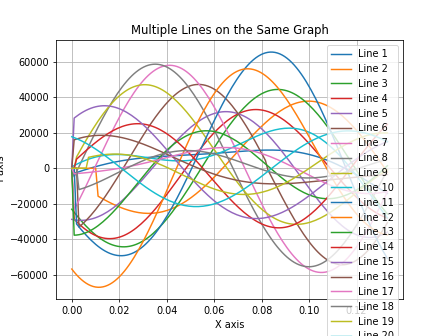 Multiple Lines on the Same Graph
60000
40000
20000
0
−20000
−40000
−60000
0.00
0.02
0.04
0.06
0.08
0.10
X axis
Line 1
Line 2
Line 3
Line 4
Line 5
Line 6
Line 7
Line 8
Line 9
Line 10
Line 11
Line 12
Line 13
Line 14
Line 15
Line 16
Line 17
Line 18
Line 19
Line 20